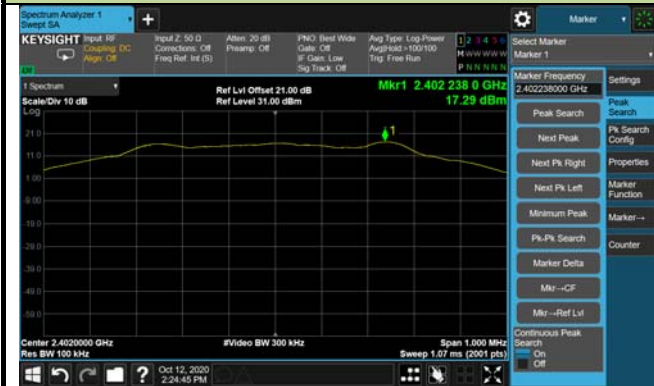 Spectrum Analyzer 1
Swept SA
Marker
KEYSIGHT
Input: RF
Coupling: DC
Align: Off
Input Z: 50 Ω
Corrections: Off
Freq Ref: Int (S)
Atten: 20 dB
Preamp: Off
PNO: Best Wide
Gate: Off
IF Gain: Low
Sig Track: Off
Avg Type: Log-Power
Avg|Hold:>100/100
Trig: Free Run
1 2 3 4 5 6
M W W W W W
P N N N N N
Select Marker
Marker 1
1 Spectrum
Scale/Div 10 dB
Log
Ref Lvl Offset 21.00 dB
Ref Level 31.00 dBm
Mkr1 2.402 238 0 GHz
17.29 dBm
1
21.0
11.0
1.00
-9.00
-19.0
-29.0
-39.0
-49.0
-59.0
Center 2.4020000 GHz
Res BW 100 kHz
#Video BW 300 kHz
Span 1.000 MHz
Sweep 1.07 ms (2001 pts)
Marker Frequency
2.402238000 GHz
Peak Search
Next Peak
Next Pk Right
Next Pk Left
Minimum Peak
Pk-Pk Search
Marker Delta
Mkr→CF
Mkr→Ref Lvl
Continuous Peak
Search
On
Off
Settings
Peak
Search
Pk Search
Config
Properties
Marker
Function
Marker→
Counter
?
Oct 12, 2020
2:24:45 PM